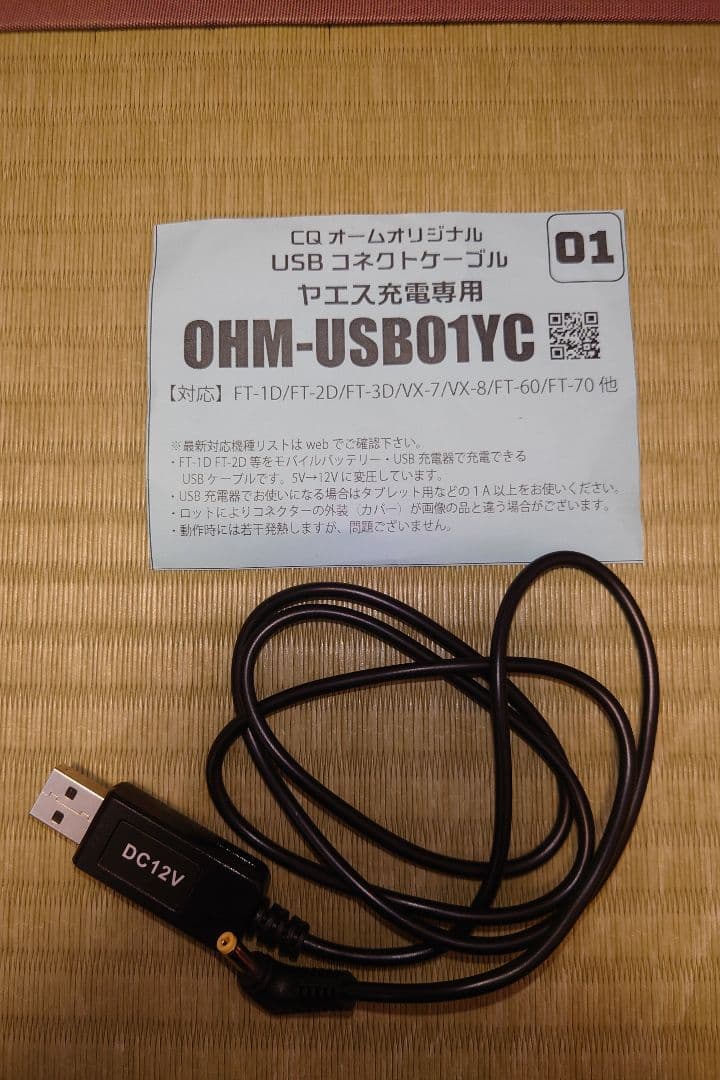 CQ オームオリジナル
01
USB コネクトケーブル
ヤエス充電専用
OHM-USB01YC
【対応】FT-1D/FT-2D/FT-3D/VX-7/VX-8/FT-60/FT-70 他
※最新対応機種リストは web でご確認下さい。
・FT-1D FT-2D 等をモバイルバッテリー・USB 充電器で充電できる
USB ケーブルです。5V→12V に変圧しています。
・USB 充電器でお使いになる場合はタブレット用などの 1 A 以上をお使いください。
・ロットによりコネクターの外装（カバー）が画像の品と違う場合がございます。
・動作時には若干発熱しますが、問題ございません。
DC12V